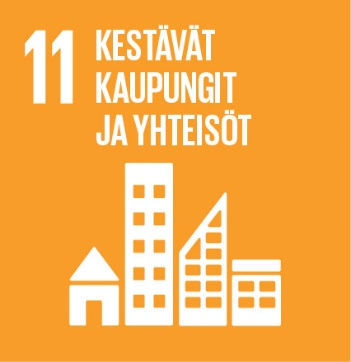 11 KESTÄVÄT
KAUPUNGIT
JA YHTEISÖT